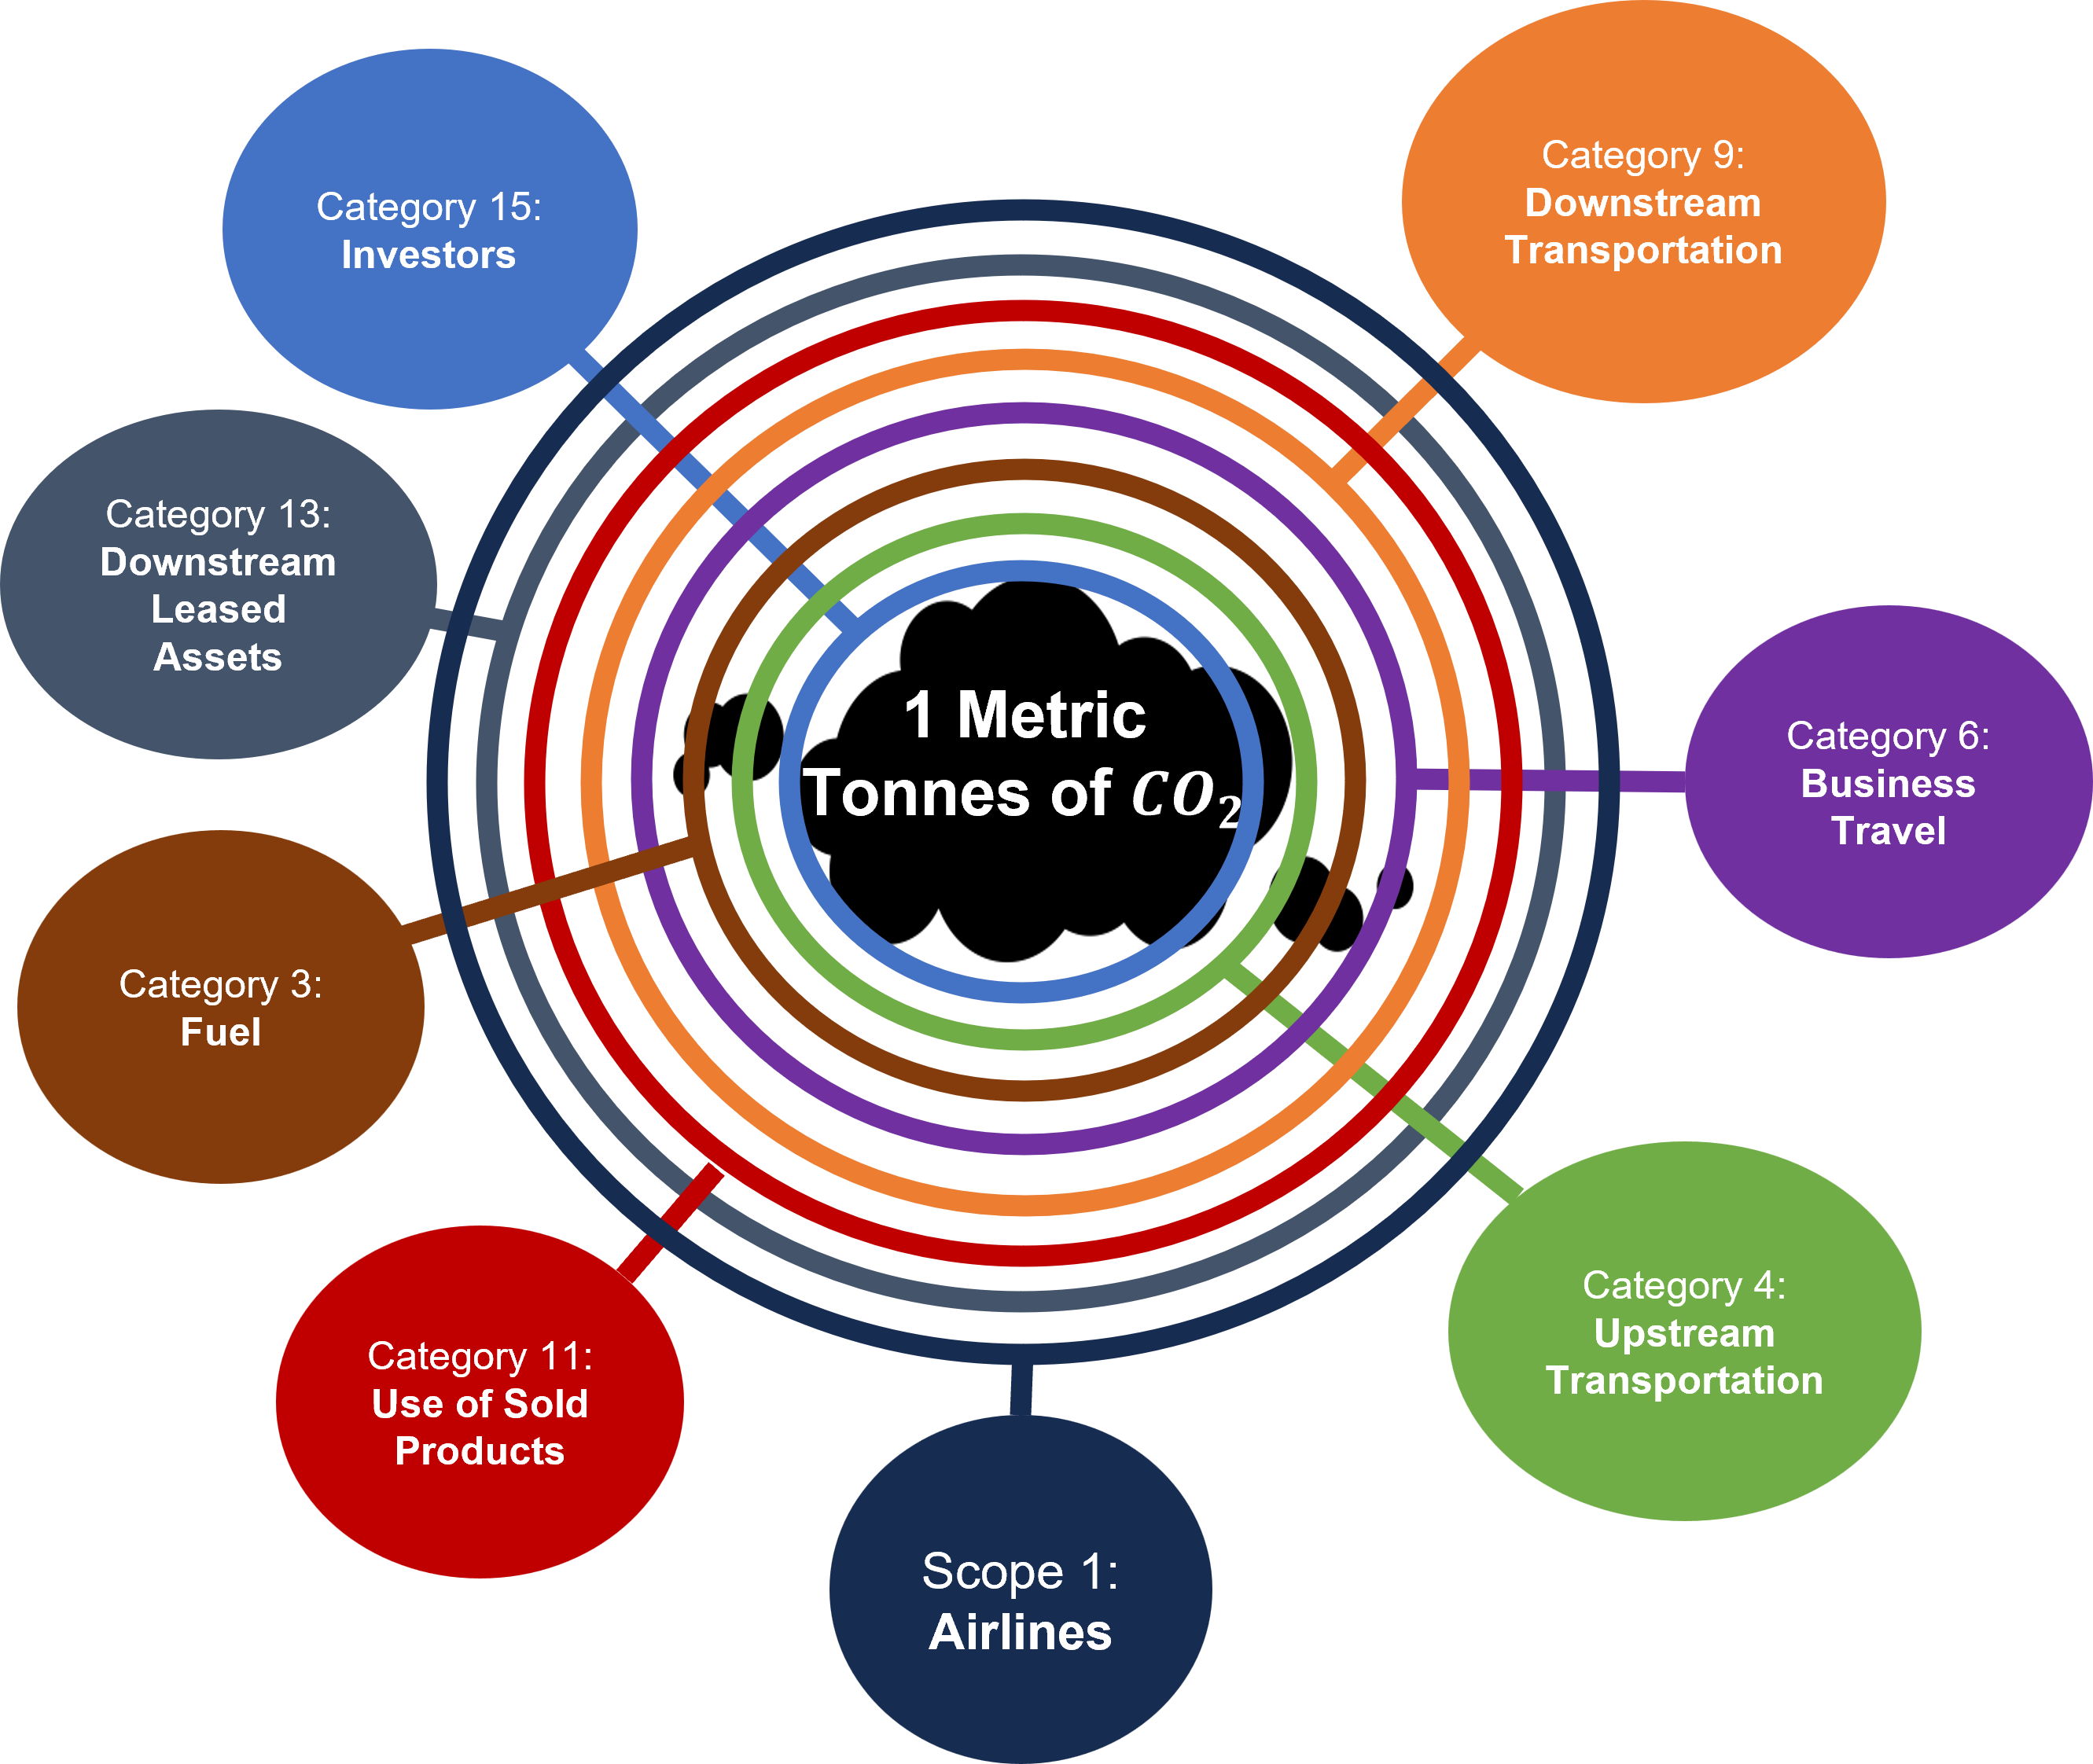 Category 15:
Investors
Category 9:
Downstream
Transportation
Category 13:
Downstream
Leased
Assets
1 Metric
Tonnes of CO₂
Category 6:
Business
Travel
Category 3:
Fuel
Category 4:
Upstream
Transportation
Category 11:
Use of Sold
Products
Scope 1:
Airlines